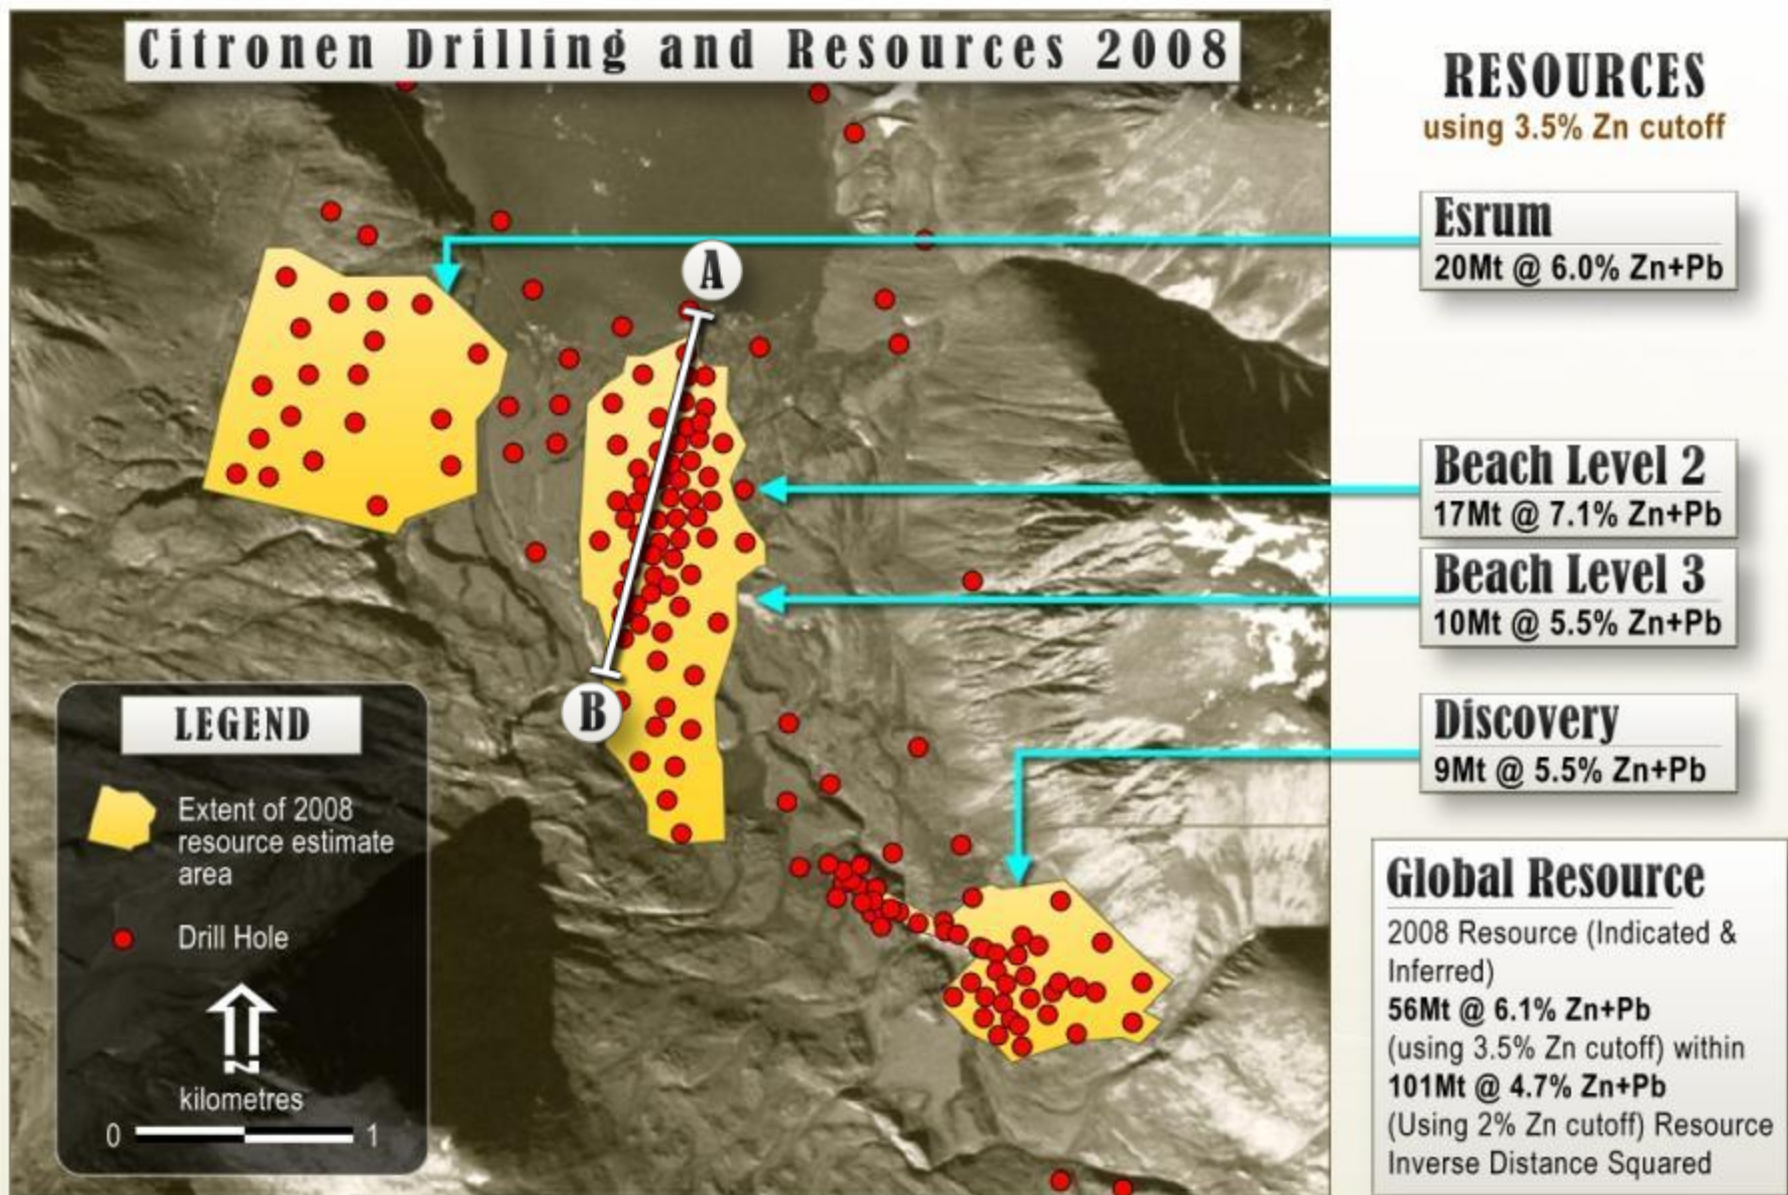 Citronen Drilling and Resources 2008
RESOURCES
using 3.5% Zn cutoff
Esrum
20Mt @ 6.0% Zn+Pb
A
Beach Level 2
17Mt @ 7.1% Zn+Pb
Beach Level 3
10Mt @ 5.5% Zn+Pb
B
Discovery
9Mt @ 5.5% Zn+Pb
LEGEND
Extent of 2008
resource estimate
area
Drill Hole
N
kilometres
0 1
Global Resource
2008 Resource (Indicated &
Inferred)
56Mt @ 6.1% Zn+Pb
(using 3.5% Zn cutoff) within
101Mt @ 4.7% Zn+Pb
(Using 2% Zn cutoff) Resource
Inverse Distance Squared